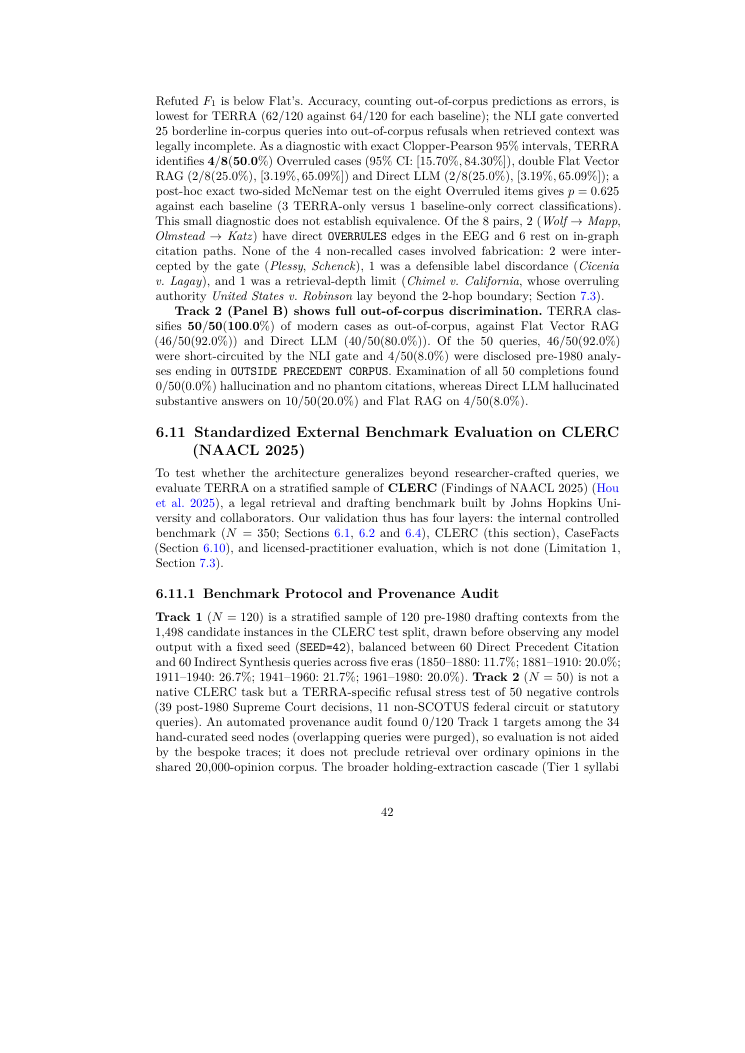 Refuted F1 is below Flat's. Accuracy, counting out-of-corpus predictions as errors, is
lowest for TERRA (62/120 against 64/120 for each baseline); the NLI gate converted
25 borderline in-corpus queries into out-of-corpus refusals when retrieved context was
legally incomplete. As a diagnostic with exact Clopper-Pearson 95% intervals, TERRA
identifies 4/8(50.0%) Overruled cases (95% CI: [15.70%, 84.30%]), double Flat Vector
RAG (2/8(25.0%), [3.19%, 65.09%]) and Direct LLM (2/8(25.0%), [3.19%, 65.09%]); a
post-hoc exact two-sided McNemar test on the eight Overruled items gives p = 0.625
against each baseline (3 TERRA-only versus 1 baseline-only correct classifications).
This small diagnostic does not establish equivalence. Of the 8 pairs, 2 (Wolf → Mapp,
Olmstead → Katz) have direct OVERRULES edges in the EEG and 6 rest on in-graph
citation paths. None of the 4 non-recalled cases involved fabrication: 2 were inter-
cepted by the gate (Plessy, Schenck), 1 was a defensible label discordance (Cicenia
v. Lagay), and 1 was a retrieval-depth limit (Chimel v. California, whose overruling
authority United States v. Robinson lay beyond the 2-hop boundary; Section 7.3).
Track 2 (Panel B) shows full out-of-corpus discrimination. TERRA clas-
sifies 50/50(100.0%) of modern cases as out-of-corpus, against Flat Vector RAG
(46/50(92.0%)) and Direct LLM (40/50(80.0%)). Of the 50 queries, 46/50(92.0%)
were short-circuited by the NLI gate and 4/50(8.0%) were disclosed pre-1980 analy-
ses ending in OUTSIDE PRECEDENT CORPUS. Examination of all 50 completions found
0/50(0.0%) hallucination and no phantom citations, whereas Direct LLM hallucinated
substantive answers on 10/50(20.0%) and Flat RAG on 4/50(8.0%).
6.11 Standardized External Benchmark Evaluation on CLERC
(NAACL 2025)
To test whether the architecture generalizes beyond researcher-crafted queries, we
evaluate TERRA on a stratified sample of CLERC (Findings of NAACL 2025) (Hou
et al. 2025), a legal retrieval and drafting benchmark built by Johns Hopkins Uni-
versity and collaborators. Our validation thus has four layers: the internal controlled
benchmark (N = 350; Sections 6.1, 6.2 and 6.4), CLERC (this section), CaseFacts
(Section 6.10), and licensed-practitioner evaluation, which is not done (Limitation 1,
Section 7.3).
6.11.1 Benchmark Protocol and Provenance Audit
Track 1 (N = 120) is a stratified sample of 120 pre-1980 drafting contexts from the
1,498 candidate instances in the CLERC test split, drawn before observing any model
output with a fixed seed (SEED=42), balanced between 60 Direct Precedent Citation
and 60 Indirect Synthesis queries across five eras (1850–1880: 11.7%; 1881–1910: 20.0%;
1911–1940: 26.7%; 1941–1960: 21.7%; 1961–1980: 20.0%). Track 2 (N = 50) is not a
native CLERC task but a TERRA-specific refusal stress test of 50 negative controls
(39 post-1980 Supreme Court decisions, 11 non-SCOTUS federal circuit or statutory
queries). An automated provenance audit found 0/120 Track 1 targets among the 34
hand-curated seed nodes (overlapping queries were purged), so evaluation is not aided
by the bespoke traces; it does not preclude retrieval over ordinary opinions in the
shared 20,000-opinion corpus. The broader holding-extraction cascade (Tier 1 syllabi
42